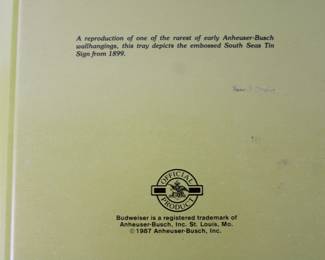 A reproduction of one of the rarest of early Anheuser-Busch
wallhangings, this tray depicts the embossed South Seas Tin
Sign from 1899.
OFFICIAL
PRODUCT
Budweiser is a registered trademark of
Anheuser-Busch, Inc. St. Louis, Mo.
©1987 Anheuser-Busch, Inc.